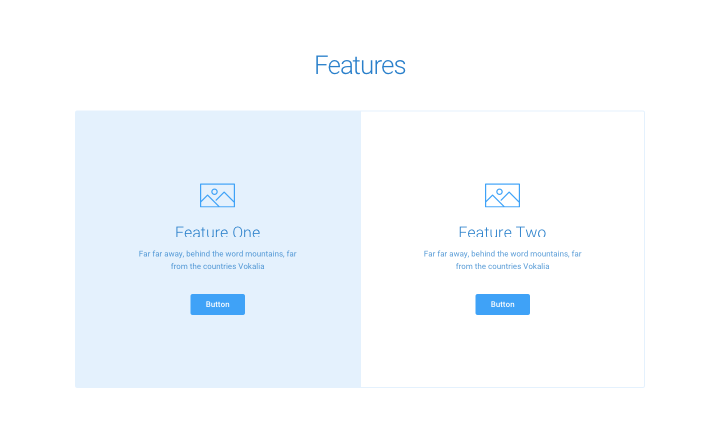 Features
Feature One
Far far away, behind the word mountains, far
from the countries Vokalia
Button
Feature Two
Far far away, behind the word mountains, far
from the countries Vokalia
Button